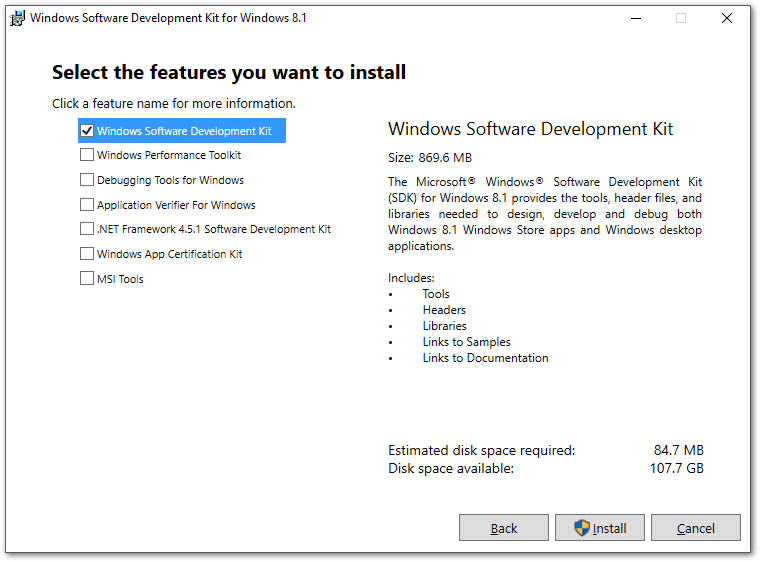 Windows Software Development Kit for Windows 8.1
Select the features you want to install
Click a feature name for more information.
Windows Software Development Kit
Windows Performance Toolkit
Debugging Tools for Windows
Application Verifier For Windows
.NET Framework 4.5.1 Software Development Kit
Windows App Certification Kit
MSI Tools
Windows Software Development Kit
Size: 869.6 MB
The Microsoft® Windows® Software Development Kit
(SDK) for Windows 8.1 provides the tools, header files, and
libraries needed to design, develop and debug both
Windows 8.1 Windows Store apps and Windows desktop
applications.
Includes:
• Tools
• Headers
• Libraries
• Links to Samples
• Links to Documentation
Estimated disk space required: 84.7 MB
Disk space available: 107.7 GB
Back Install Cancel